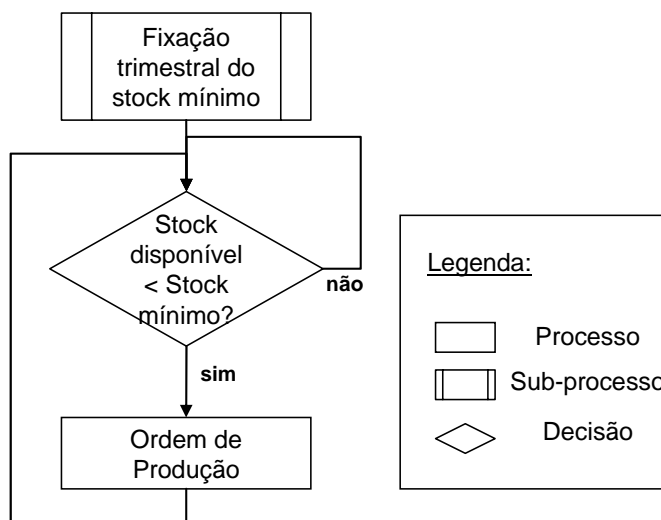 Fixação
trimestral do
stock mínimo
Stock
disponível
< Stock
mínimo?
não
sim
Ordem de
Produção
Legenda:
Processo
Sub-processo
Decisão